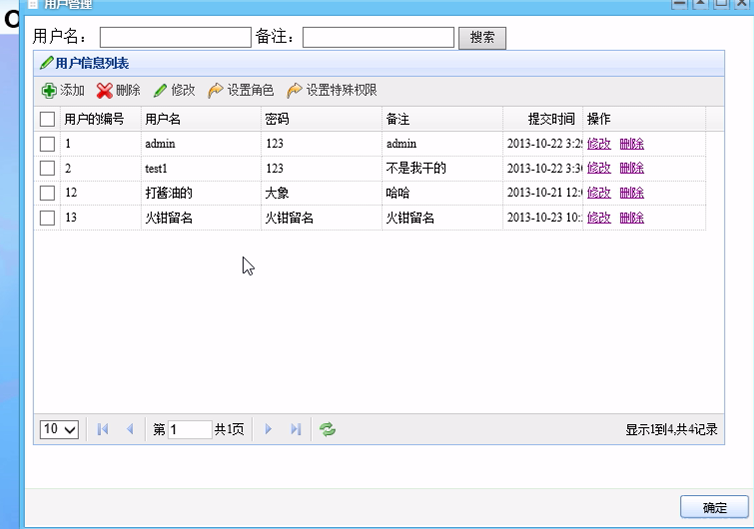 用户管理
用户名： 备注： 搜索
用户信息列表
添加 删除 修改 设置角色 设置特殊权限
用户的编号 用户名 密码 备注 提交时间 操作
1 admin 123 admin 2013-10-22 3:2 修改 删除
2 test1 123 不是我干的 2013-10-22 3:3 修改 删除
12 打酱油的 大象 哈哈 2013-10-21 12: 修改 删除
13 火钳留名 火钳留名 火钳留名 2013-10-23 10: 修改 删除
10 第 1 共1页 显示1到4,共4记录
确定